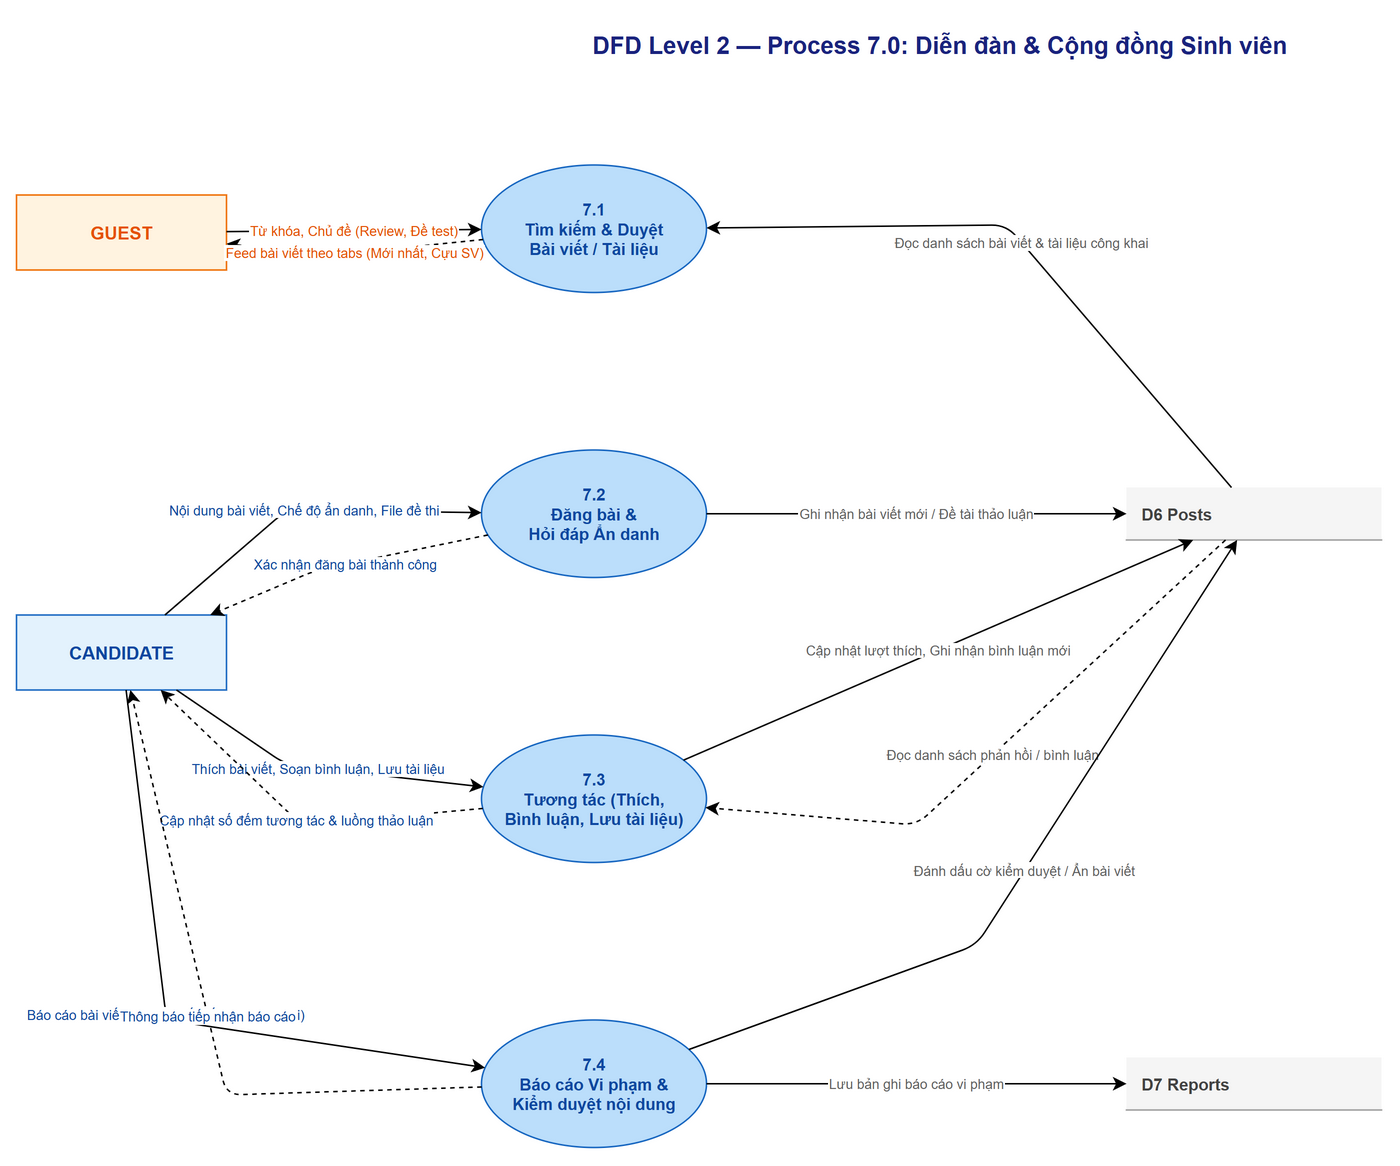 DFD Level 2 — Process 7.0: Diễn đàn & Cộng đồng Sinh viên
GUEST
Từ khóa, Chủ đề (Review, Đề test)
Feed bài viết theo tabs (Mới nhất, Cựu SV)
7.1
Tìm kiếm & Duyệt
Bài viết / Tài liệu
Đọc danh sách bài viết & tài liệu công khai
Nội dung bài viết, Chế độ ẩn danh, File đề thi
7.2
Đăng bài &
Hỏi đáp Ẩn danh
Ghi nhận bài viết mới / Đề tài thảo luận
D6 Posts
Xác nhận đăng bài thành công
CANDIDATE
Cập nhật lượt thích, Ghi nhận bình luận mới
Thích bài viết, Soạn bình luận, Lưu tài liệu
Cập nhật số đếm tương tác & luồng thảo luận
7.3
Tương tác (Thích,
Bình luận, Lưu tài liệu)
Đọc danh sách phản hồi / bình luận
Đánh dấu cờ kiểm duyệt / Ẩn bài viết
Báo cáo bài
Thông báo tiếp nhận báo cáo
7.4
Báo cáo Vi phạm &
Kiểm duyệt nội dung
Lưu bản ghi báo cáo vi phạm
D7 Reports